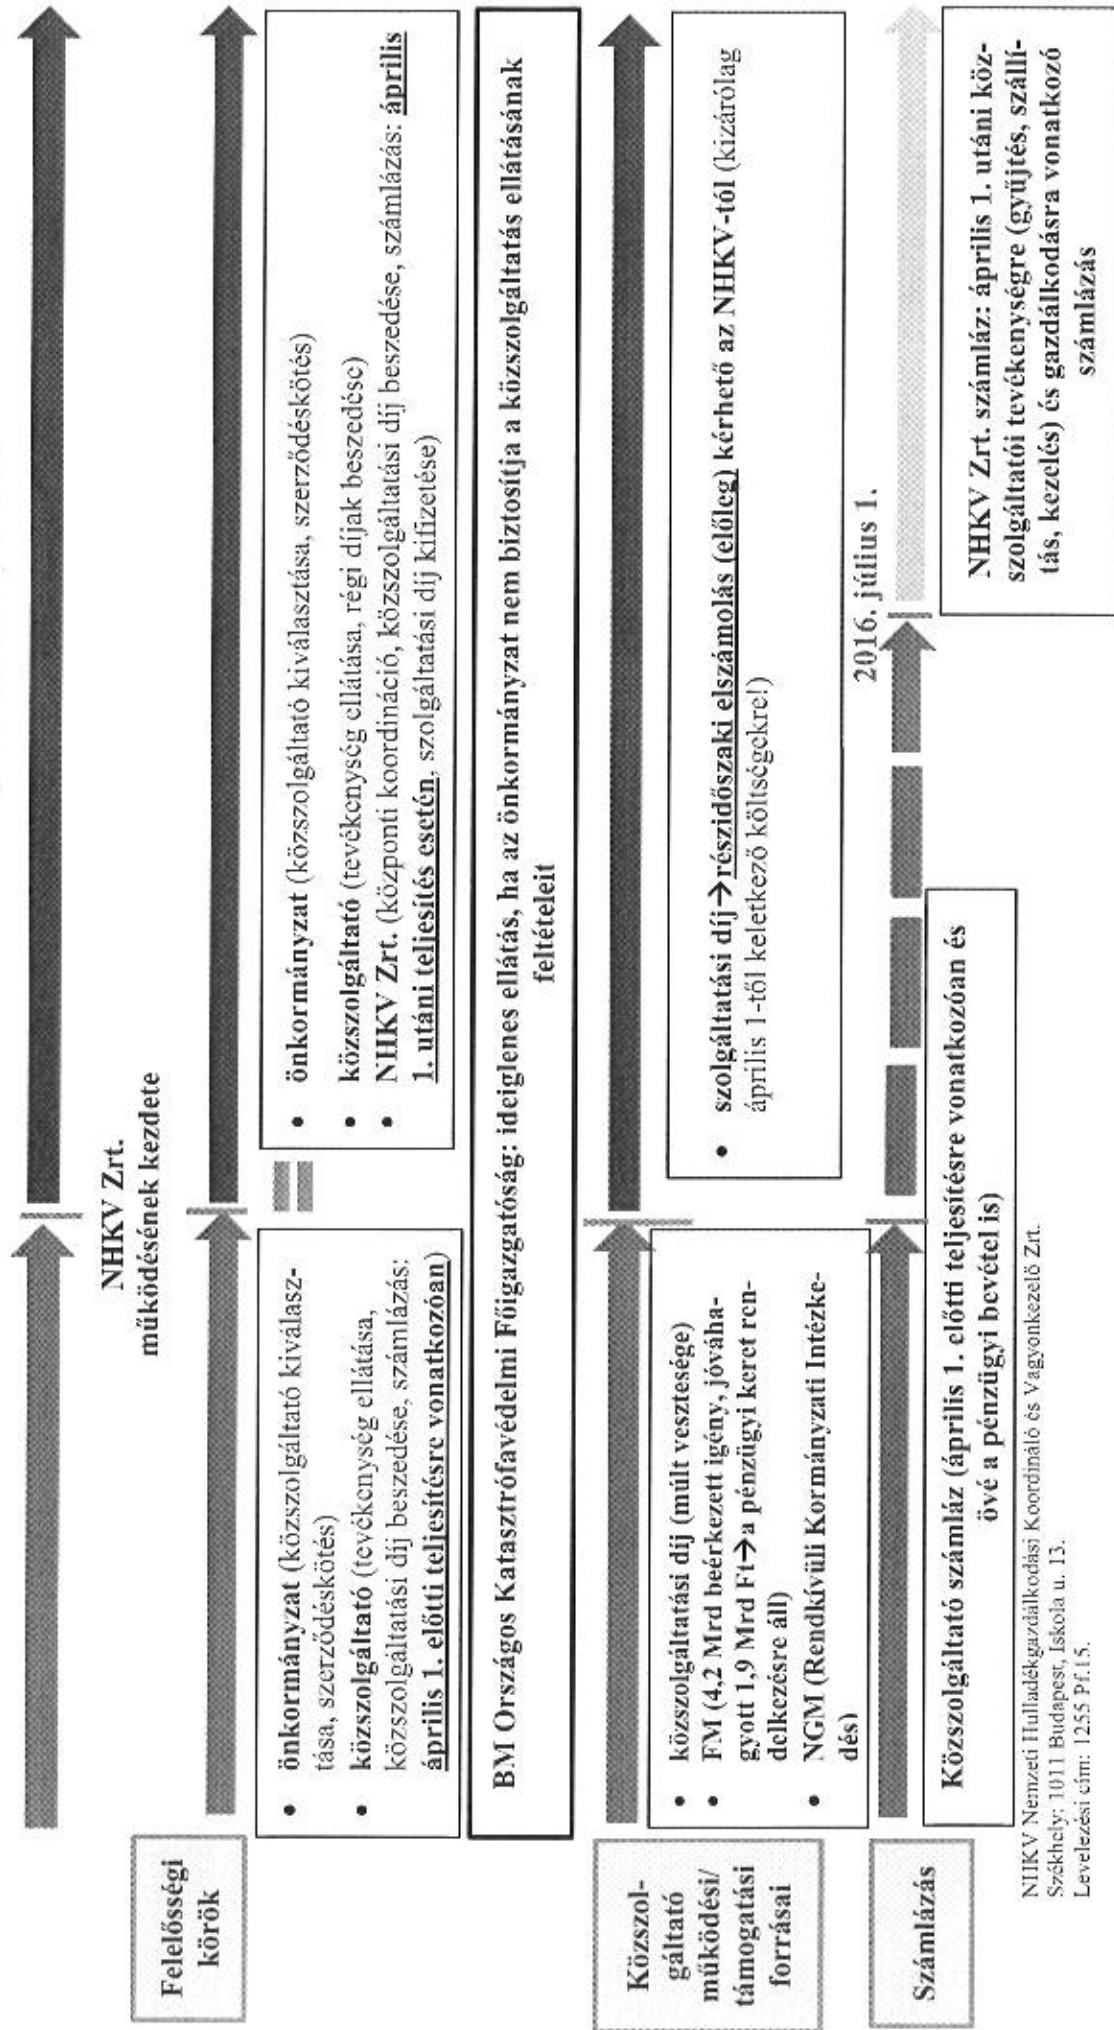 NHKV Zrt.
működésének kezdete
Felelősségi
körök
• önkormányzat (közszolgáltató kiválasz-
tása, szerződéskötés)
• közszolgáltató (tevékenység ellátása,
közszolgáltatási díj beszedése, számlázás:
április 1. előtti teljesítésre vonatkozóan)
• önkormányzat (közszolgáltató kiválasztása, szerződéskötés)
• közszolgáltató (tevékenység ellátása, régi díjak beszedése)
• NHKV Zrt. (központi koordináció, közszolgáltatási díj beszedése, számlázás: április
1. utáni teljesítés esetén, szolgáltatási díj kifizetése)
BM Országos Katasztrófavédelmi Főigazgatóság: ideiglenes ellátás, ha az önkormányzat nem biztosítja a közszolgáltatás ellátásának
feltételeit
Közszol-
gáltató
működési/
támogatási
forrásai
• közszolgáltatási díj (múlt vesztesége)
• FM (4,2 Mrd beérkezett igény, jóváha-
gyott 1,9 Mrd Ft→a pénzügyi keret ren-
delkezésre áll)
• NGM (Rendkívüli Kormányzati Intézke-
dés)
• szolgáltatási díj→részidőszaki elszámolás (előleg) kérhető az NHKV-tól (kizárólag
április 1-től keletkező költségekre!)
2016. július 1.
Számlázás
Közszolgáltató számláz (április 1. előtti teljesítésre vonatkozóan és
övé a pénzügyi bevétel is)
NHKV Zrt. számláz: április 1. utáni köz-
szolgáltatói tevékenységre (gyűjtés, szállí-
tás, kezelés) és gazdálkodásra vonatkozó
számlázás
NHKV Nemzeti Hulladékgazdálkodási Koordináló és Vagyonkezelő Zrt.
Székhely: 1011 Budapest, Iskola u. 13.
Levelezési cím: 1255 Pf.15.